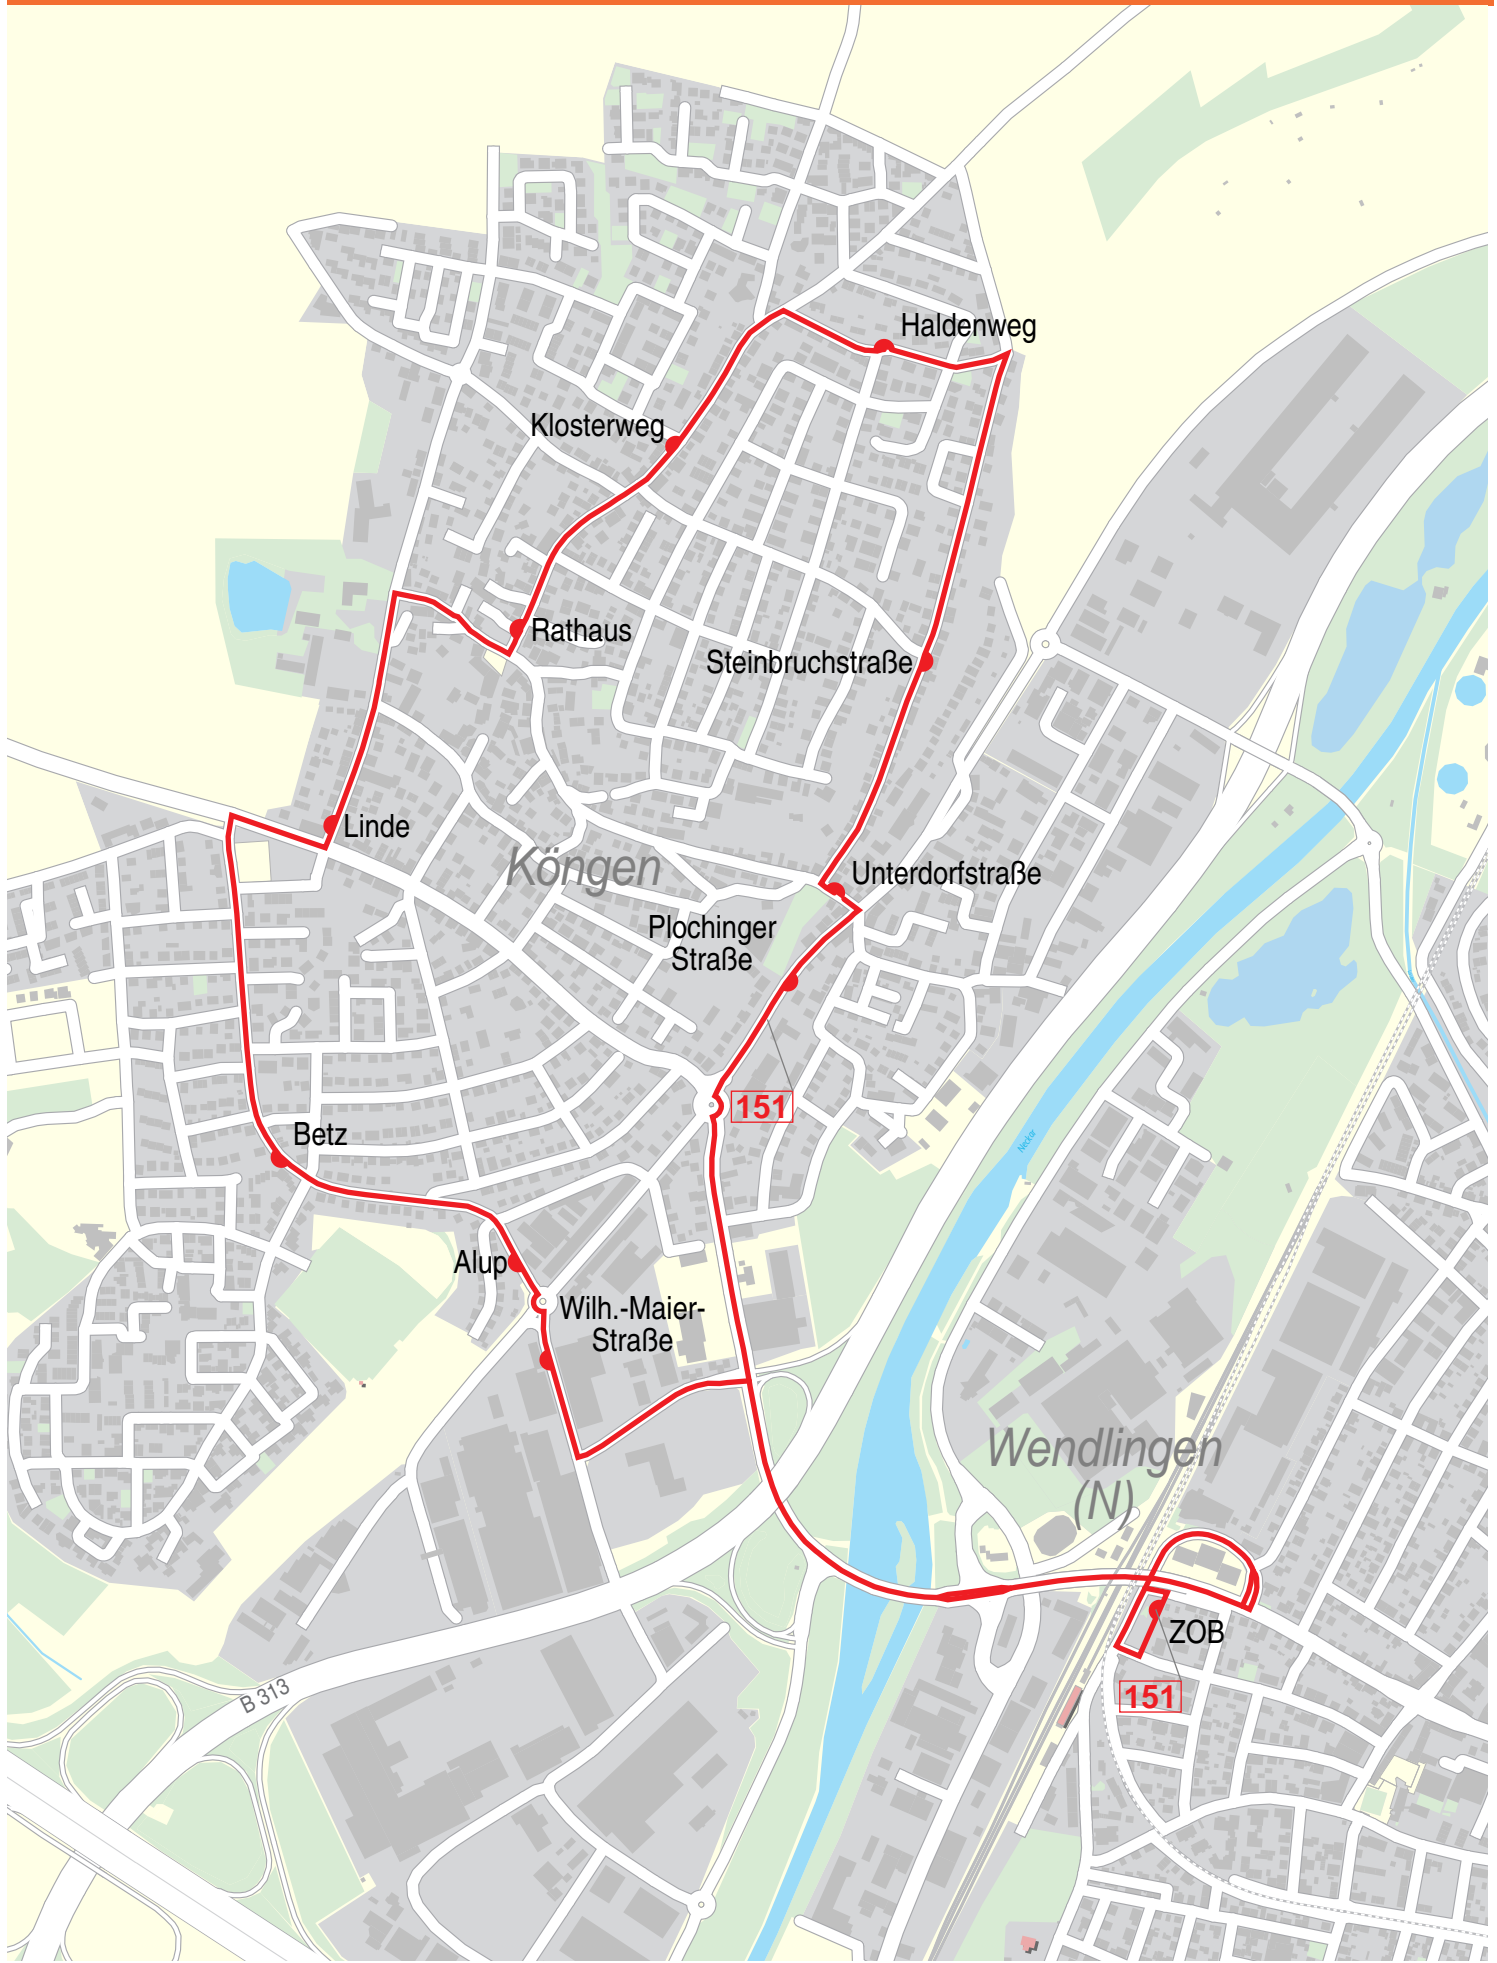 Haldenweg
Klosterweg
Rathaus
Steinbruchstraße
Linde
Köngen
Unterdorfstraße
Plochinger
Straße
151
Betz
Neckar
Alup
Wilh.-Maier-
Straße
Wendlingen
(N)
ZOB
151
B 313